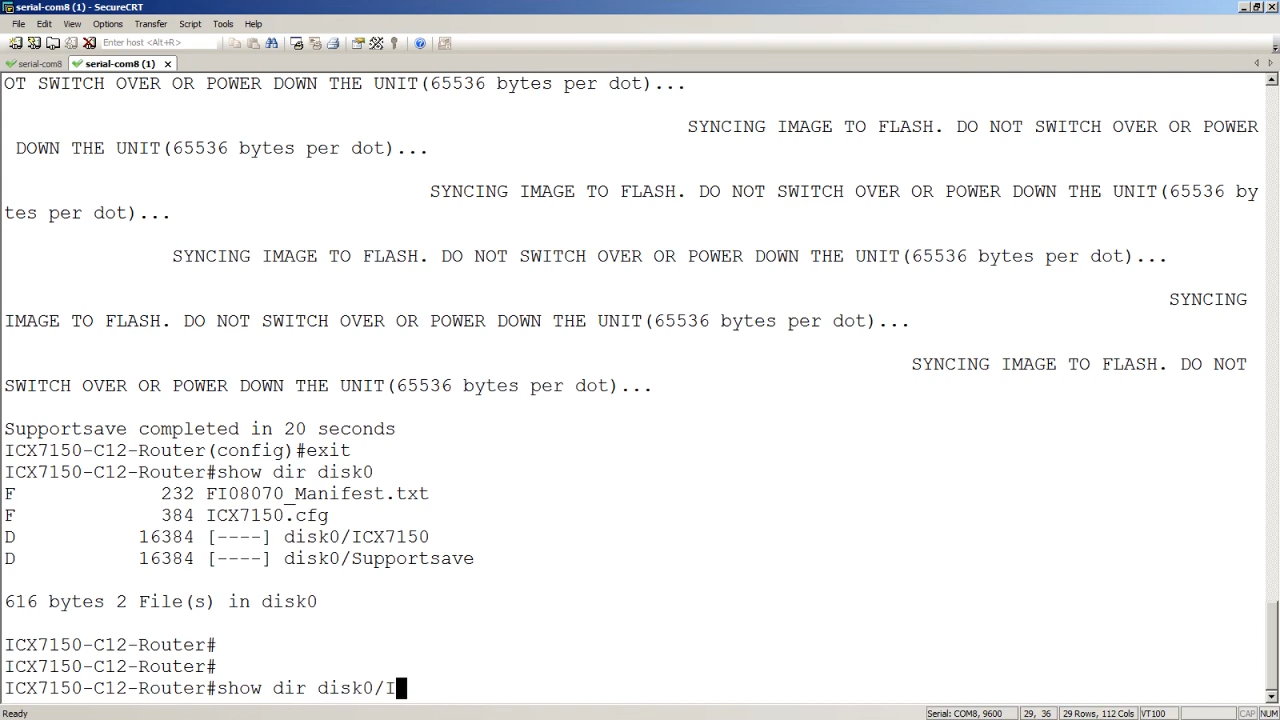 serial-com8 (1) - SecureCRT
File Edit View Options Transfer Script Tools Help
Enter host <Alt+R>
serial-com8 serial-com8 (1)
OT SWITCH OVER OR POWER DOWN THE UNIT(65536 bytes per dot)...
SYNCING IMAGE TO FLASH. DO NOT SWITCH OVER OR POWER
DOWN THE UNIT(65536 bytes per dot)...
SYNCING IMAGE TO FLASH. DO NOT SWITCH OVER OR POWER DOWN THE UNIT(65536 by
tes per dot)...
SYNCING IMAGE TO FLASH. DO NOT SWITCH OVER OR POWER DOWN THE UNIT(65536 bytes per dot)...
SYNCING
IMAGE TO FLASH. DO NOT SWITCH OVER OR POWER DOWN THE UNIT(65536 bytes per dot)...
SYNCING IMAGE TO FLASH. DO NOT
SWITCH OVER OR POWER DOWN THE UNIT(65536 bytes per dot)...
Supportsave completed in 20 seconds
ICX7150-C12-Router(config)#exit
ICX7150-C12-Router#show dir disk0
F 232 FI08070_Manifest.txt
F 384 ICX7150.cfg
D 16384 [----] disk0/ICX7150
D 16384 [----] disk0/Supportsave
616 bytes 2 File(s) in disk0
ICX7150-C12-Router#
ICX7150-C12-Router#
ICX7150-C12-Router#show dir disk0/I
Ready Serial: COM8, 9600 29, 36 29 Rows, 112 Cols VT100 CAP NUM